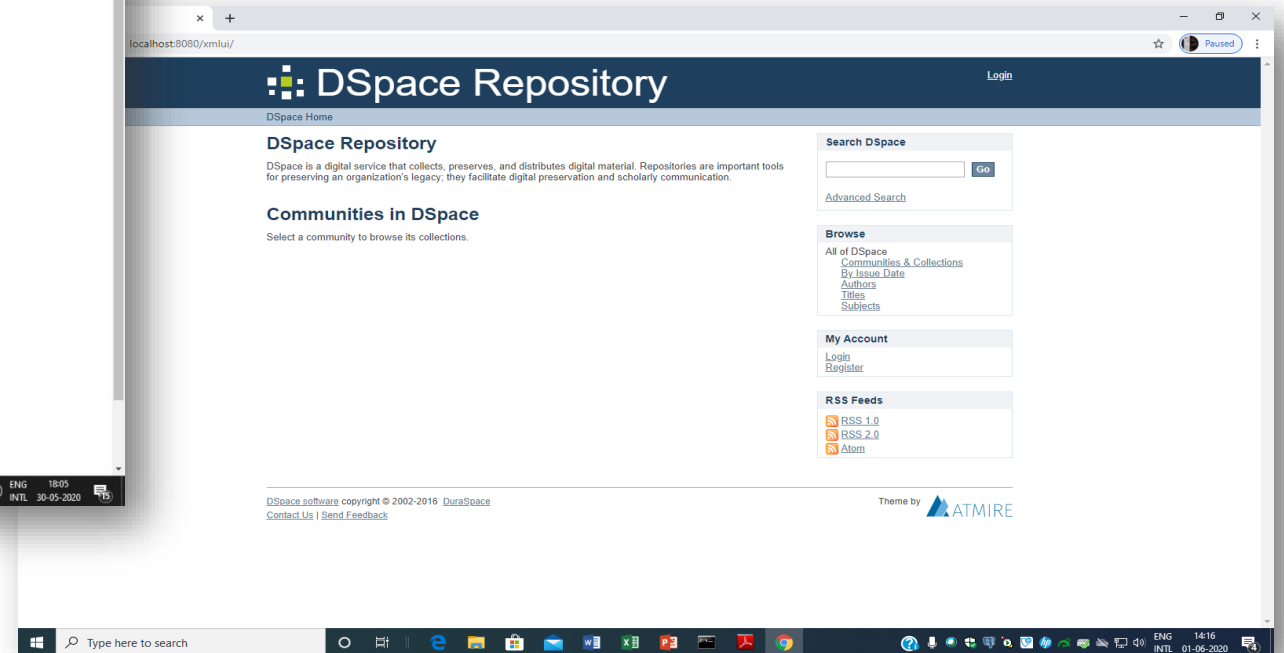 localhost:8080/xmlui/
Paused
DSpace Repository
Login
DSpace Home
DSpace Repository
DSpace is a digital service that collects, preserves, and distributes digital material. Repositories are important tools
for preserving an organization's legacy; they facilitate digital preservation and scholarly communication.
Communities in DSpace
Select a community to browse its collections.
Search DSpace
Go
Advanced Search
Browse
All of DSpace
Communities & Collections
By Issue Date
Authors
Titles
Subjects
My Account
Login
Register
RSS Feeds
RSS 1.0
RSS 2.0
Atom
DSpace software copyright © 2002-2016 DuraSpace
Contact Us | Send Feedback
Theme by ATMIRE
ENG 18:05
INTL 30-05-2020 15
Type here to search
ENG 14:16
INTL 01-06-2020 4